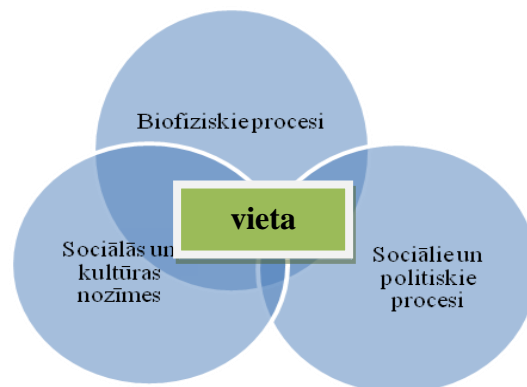 Biofiziskie procesi
vieta
Sociālās un
kultūras
nozīmes
Sociālie un
politiskie
procesi